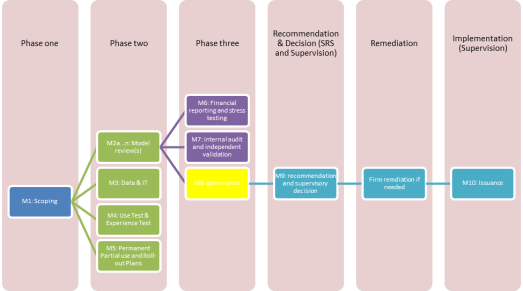 Phase one
Phase two
Phase three
Recommendation
& Decision (SRS
and Supervision)
Remediation
Implementation
(Supervision)
M6: Financial
reporting and stress
testing
M2a...n: Model
review(s)
M7: Internal audit
and independent
validation
M3: Data & IT
M9: recommendation
and supervisory
decision
Firm remdiation if
needed
M10: Issuance
M1: Scoping
M4: Use Test &
Experience Test
M5: Permanent
Partial use and Roll-
out Plans